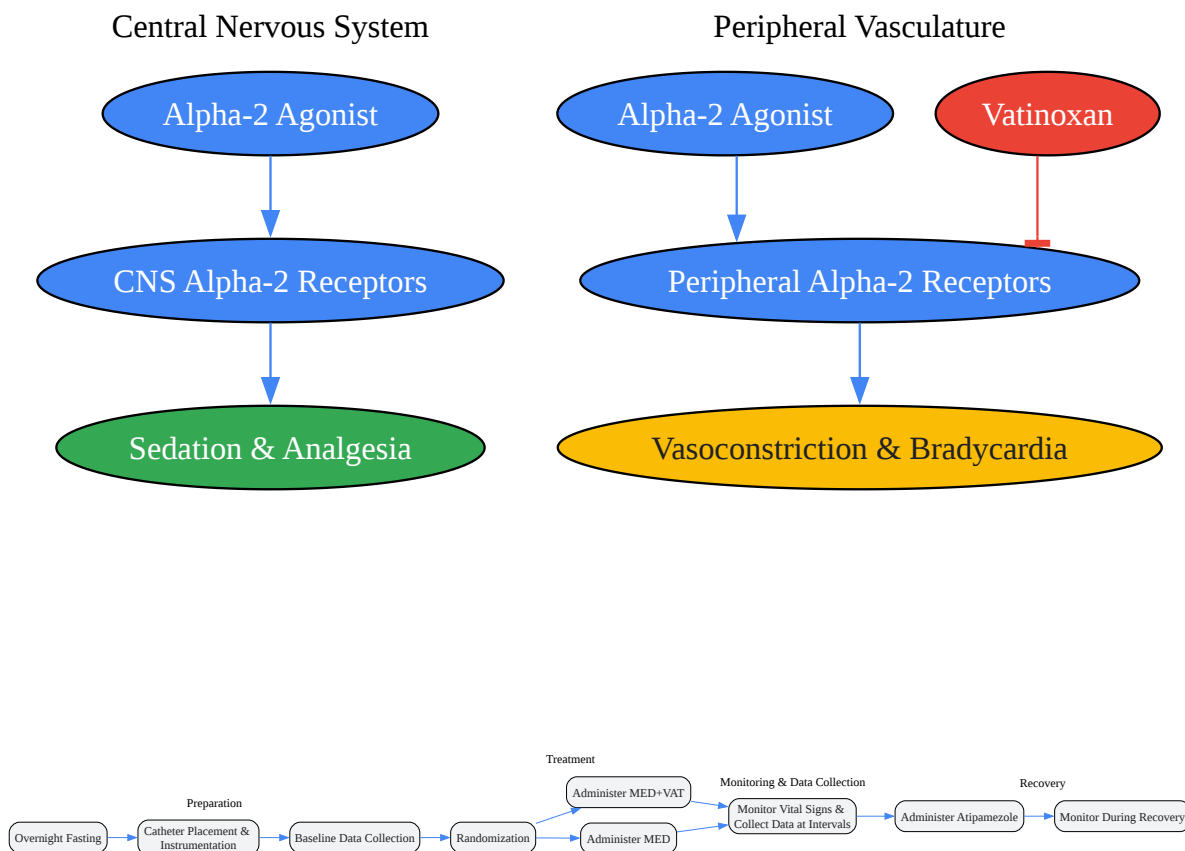 Central Nervous System
Peripheral Vasculature
Alpha-2 Agonist
Alpha-2 Agonist
Vatinoxan
CNS Alpha-2 Receptors
Peripheral Alpha-2 Receptors
Sedation & Analgesia
Vasoconstriction & Bradycardia
Preparation
Overnight Fasting
Catheter Placement &
Instrumentation
Baseline Data Collection
Randomization
Treatment
Administer MED+VAT
Administer MED
Monitoring & Data Collection
Monitor Vital Signs &
Collect Data at Intervals
Recovery
Administer Atipamezole
Monitor During Recovery